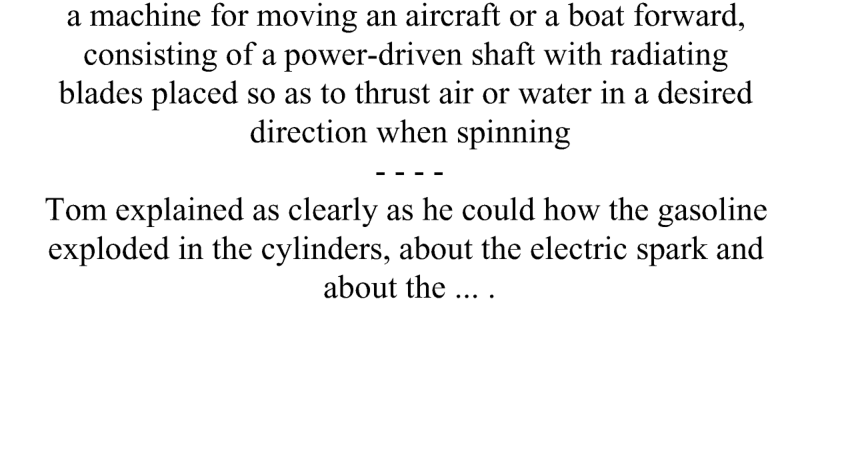 a machine for moving an aircraft or a boat forward,
consisting of a power-driven shaft with radiating
blades placed so as to thrust air or water in a desired
direction when spinning
- - - -
Tom explained as clearly as he could how the gasoline
exploded in the cylinders, about the electric spark and
about the ... .